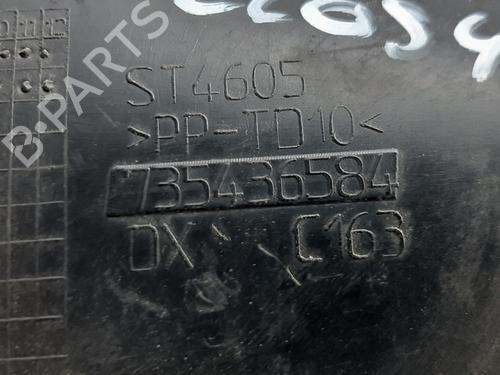 ST4605
>PP-TD10<
735436584
DX C163
B-PARTS